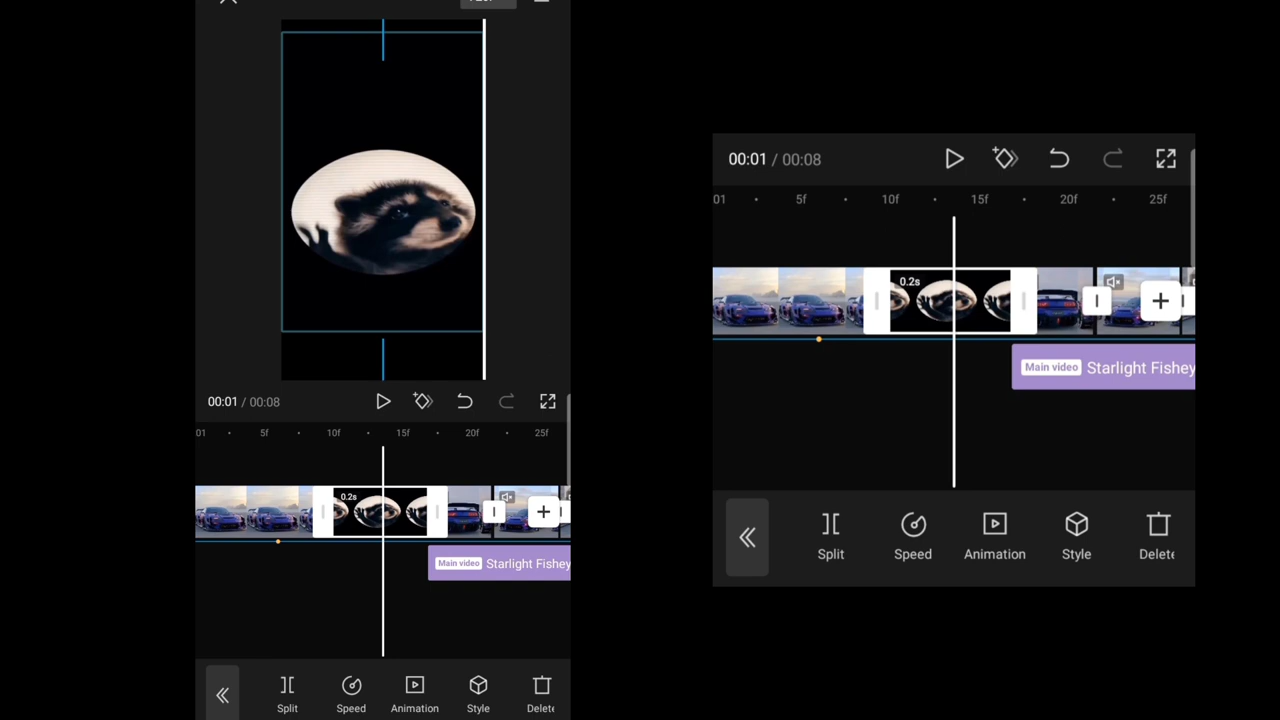 00:01 / 00:08
01 5f 10f 15f 20f 25f
0.2s
Main video Starlight Fishey
Split Speed Animation Style Delete
00:01 / 00:08
01 5f 10f 15f 20f 25f
0.2s
Main video Starlight Fishey
Split Speed Animation Style Delete